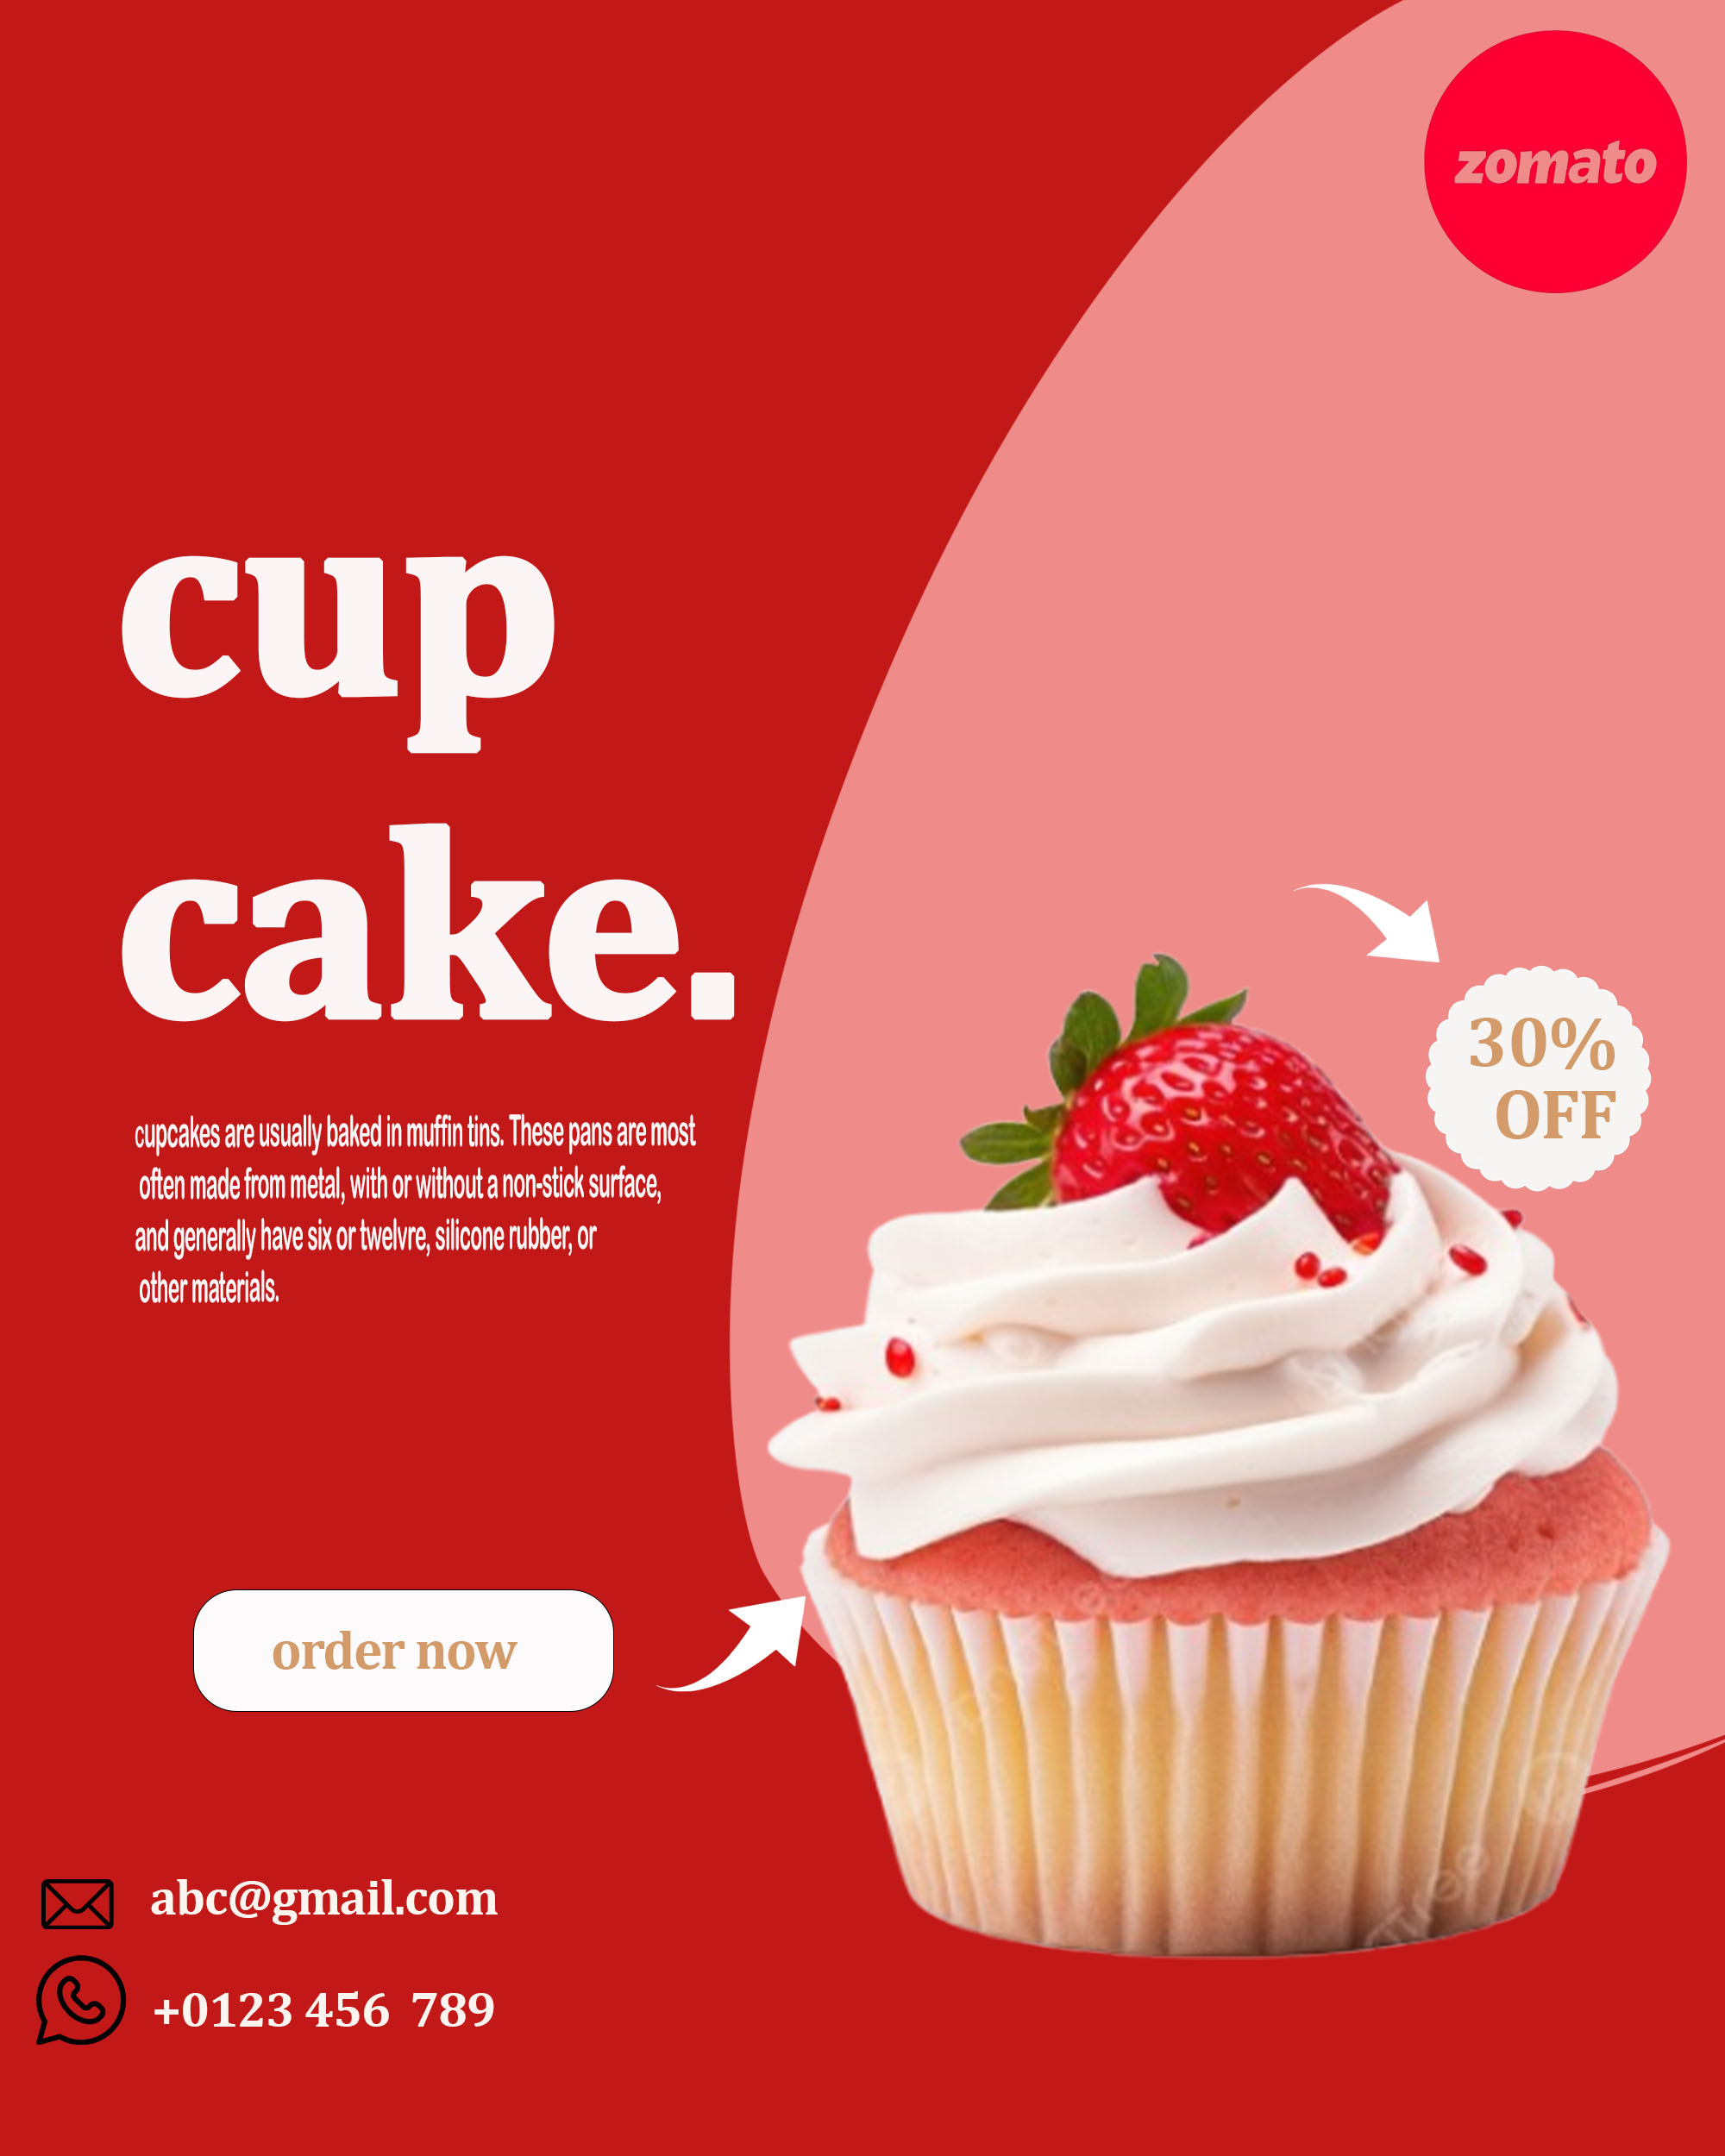 zomato
cup
cake.
30%
OFF
cupcakes are usually baked in muffin tins. These pans are most
often made from metal, with or without a non-stick surface,
and generally have six or twelvre, silicone rubber, or
other materials.
order now
abc@gmail.com
+0123 456 789